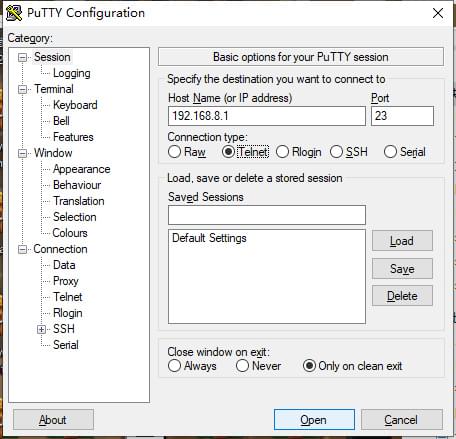 PuTTY Configuration
Category:
Session
Logging
Terminal
Keyboard
Bell
Features
Window
Appearance
Behaviour
Translation
Selection
Colours
Connection
Data
Proxy
Telnet
Rlogin
SSH
Serial
Basic options for your PuTTY session
Specify the destination you want to connect to
Host Name (or IP address) Port
192.168.8.1 23
Connection type:
Raw Telnet Rlogin SSH Serial
Load, save or delete a stored session
Saved Sessions
Default Settings
Load
Save
Delete
Close window on exit:
Always Never Only on clean exit
About Open Cancel